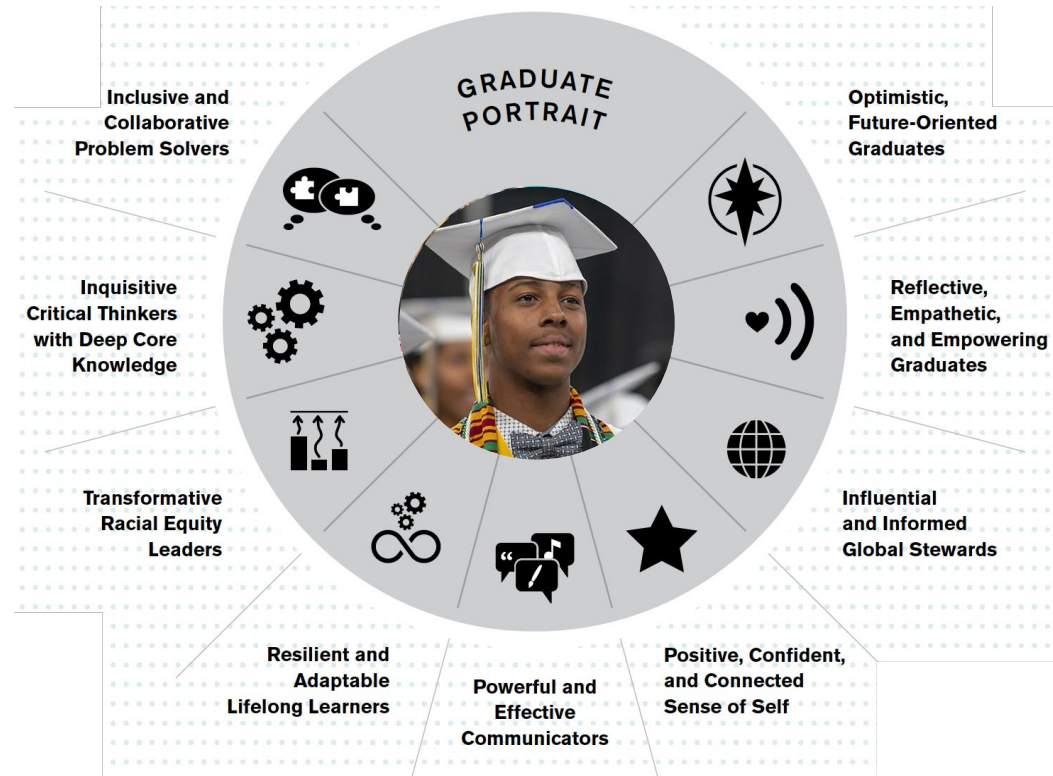 GRADUATE
PORTRAIT
Inclusive and
Collaborative
Problem Solvers
Optimistic,
Future-Oriented
Graduates
Inquisitive
Critical Thinkers
with Deep Core
Knowledge
Reflective,
Empathetic,
and Empowering
Graduates
Transformative
Racial Equity
Leaders
Influential
and Informed
Global Stewards
Resilient and
Adaptable
Lifelong Learners
Powerful and
Effective
Communicators
Positive, Confident,
and Connected
Sense of Self